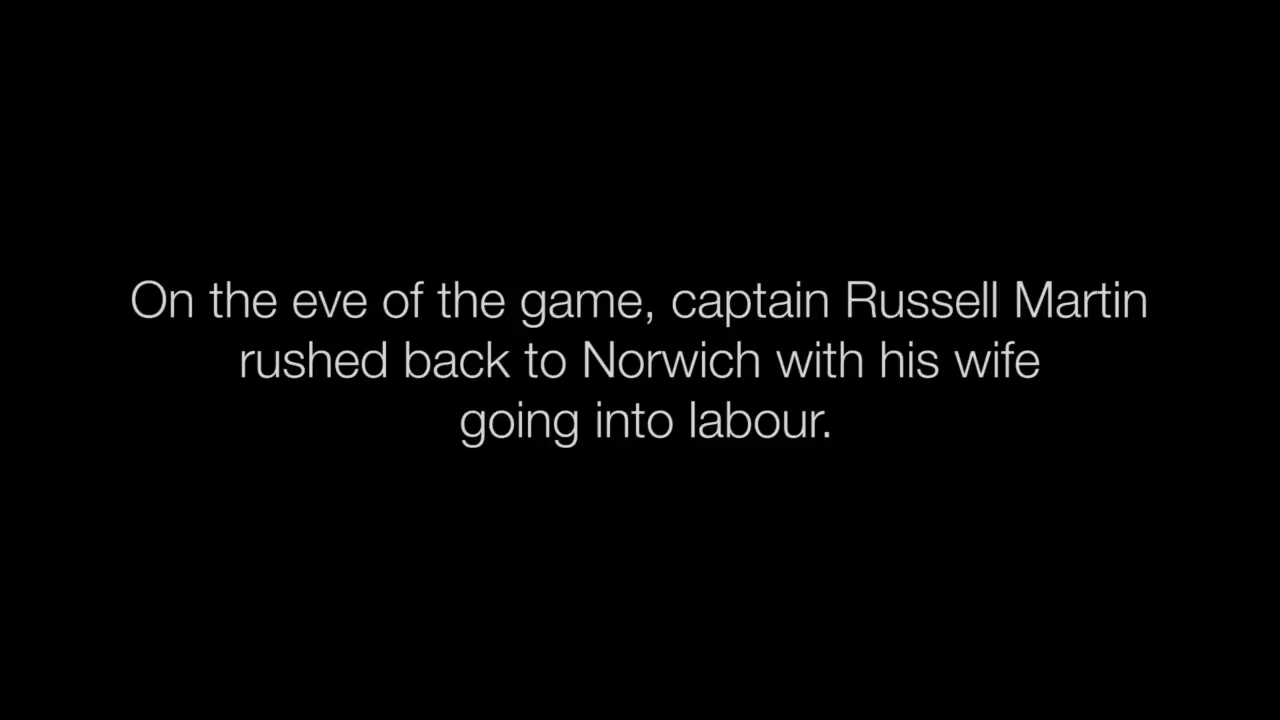 On the eve of the game, captain Russell Martin
rushed back to Norwich with his wife
going into labour.